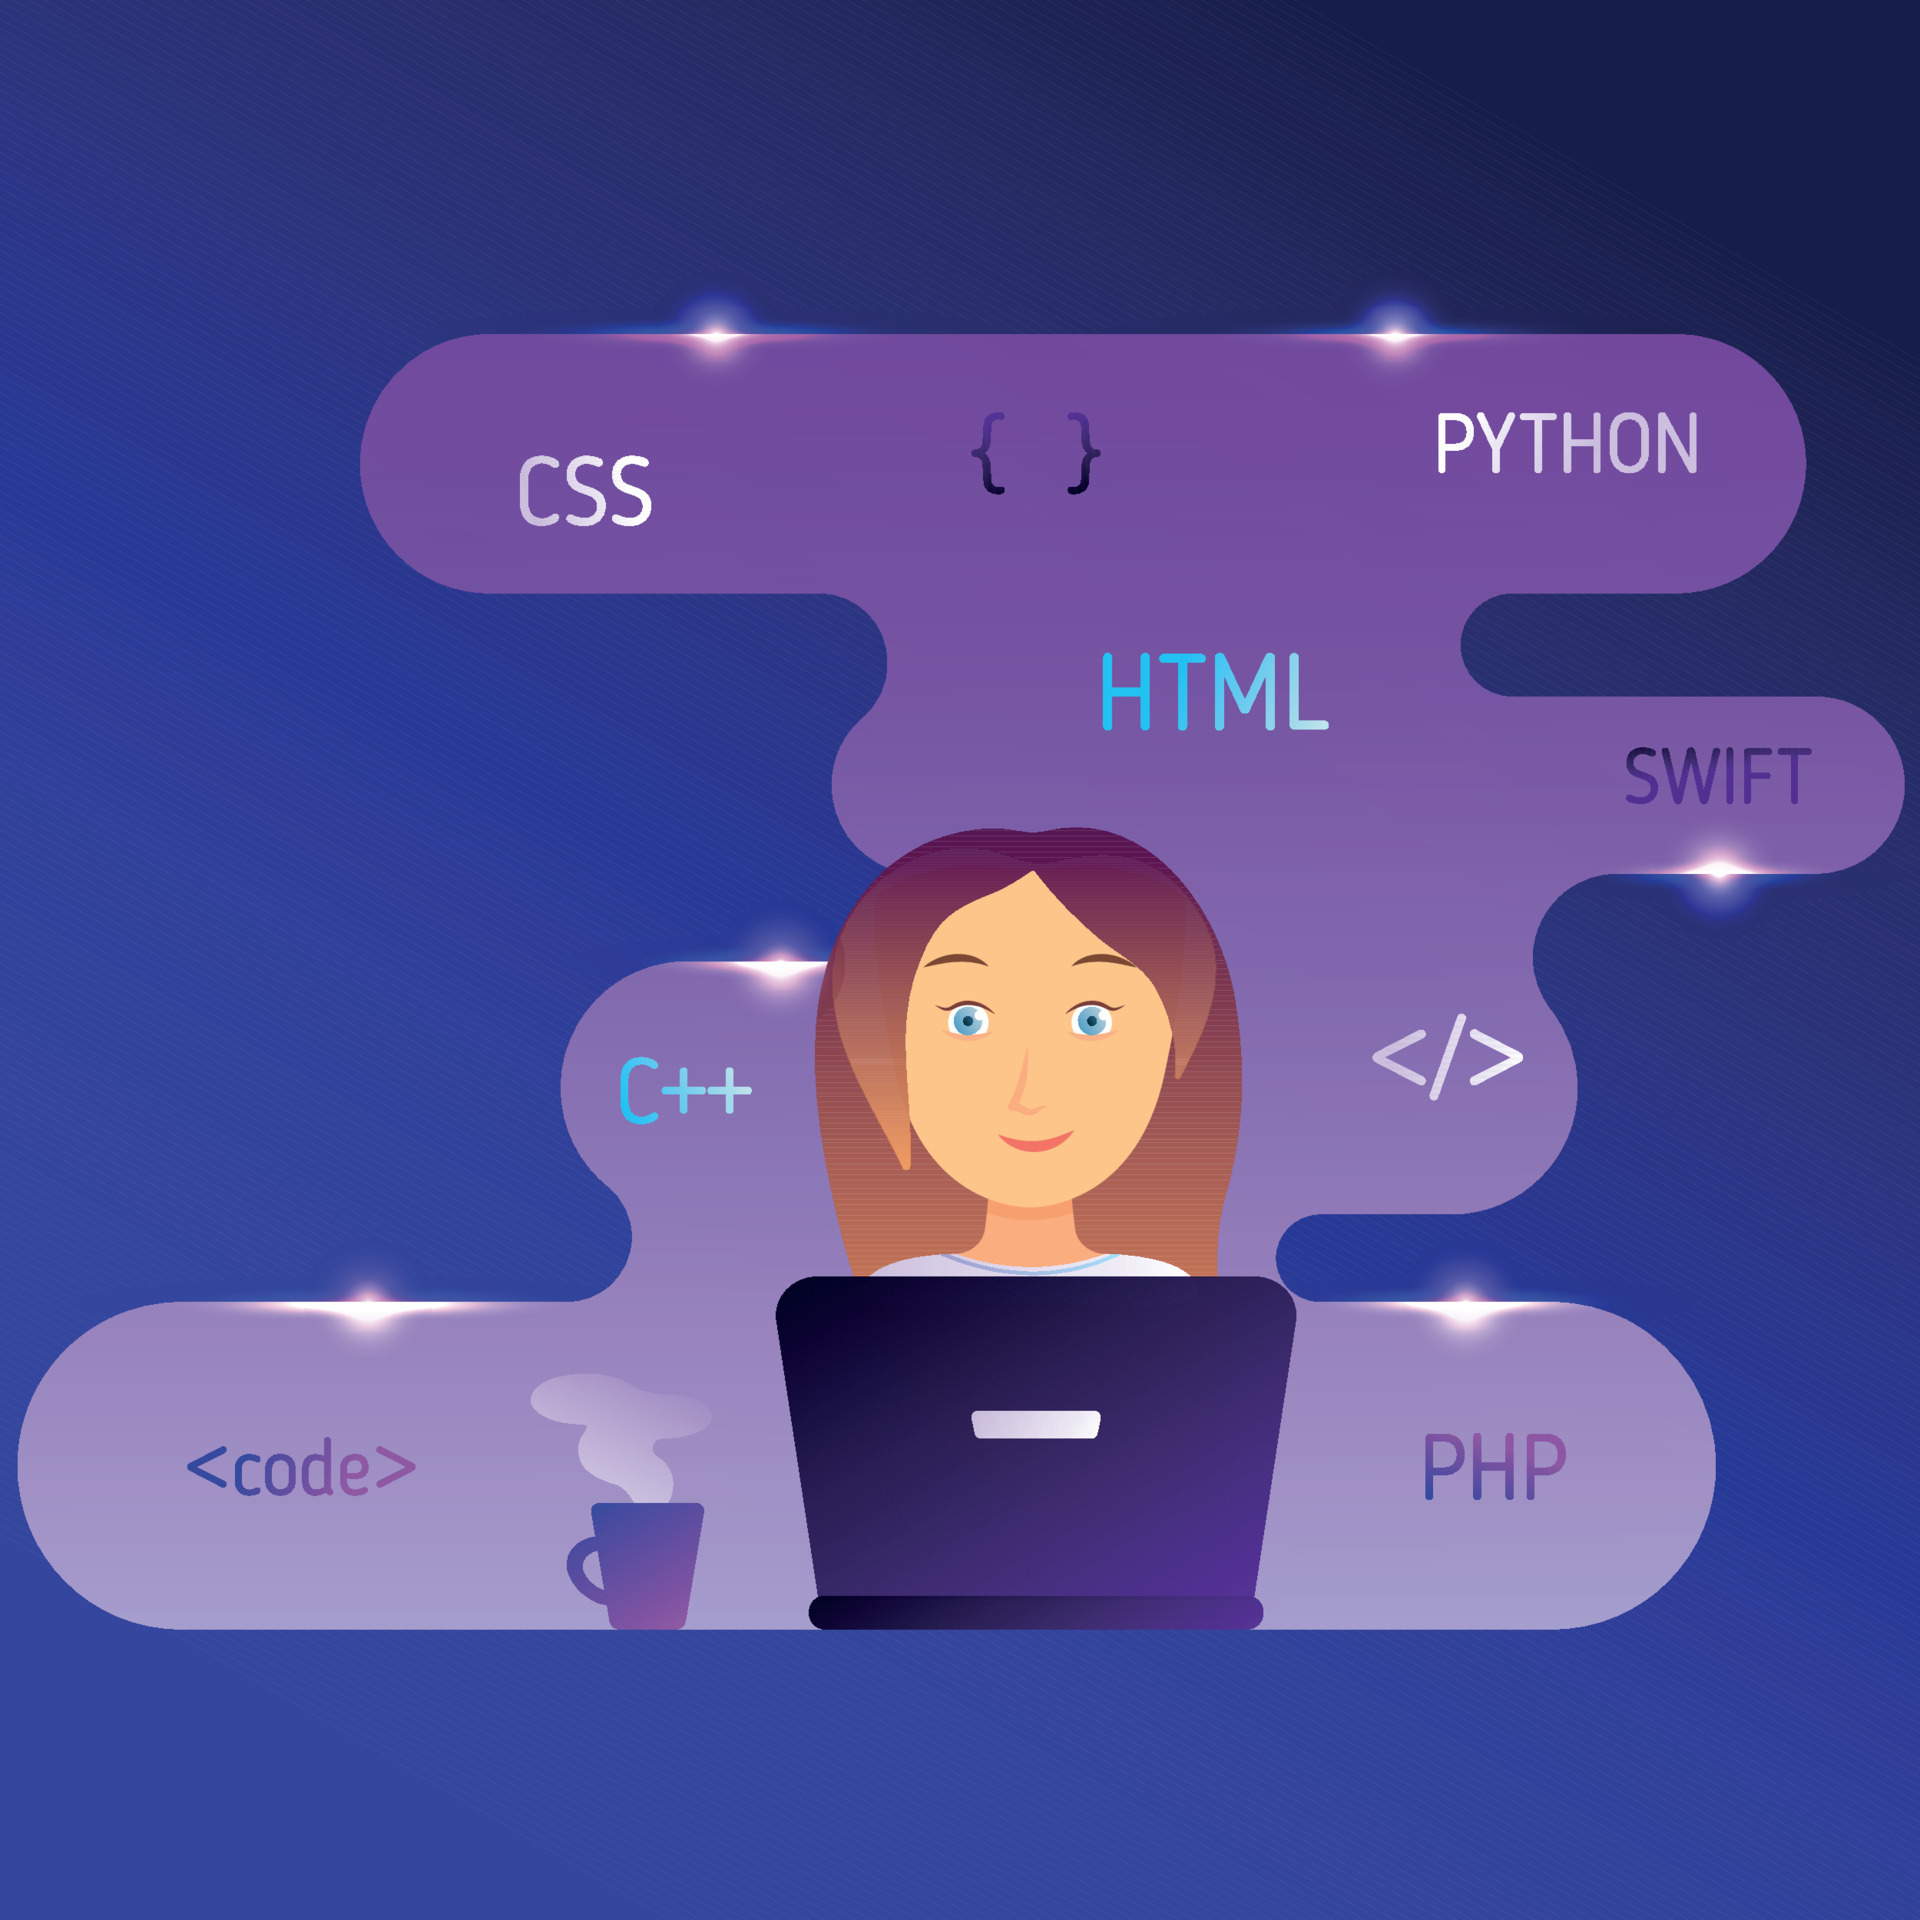 CSS
{ }
PYTHON
HTML
SWIFT
C++
</>
<code>
PHP